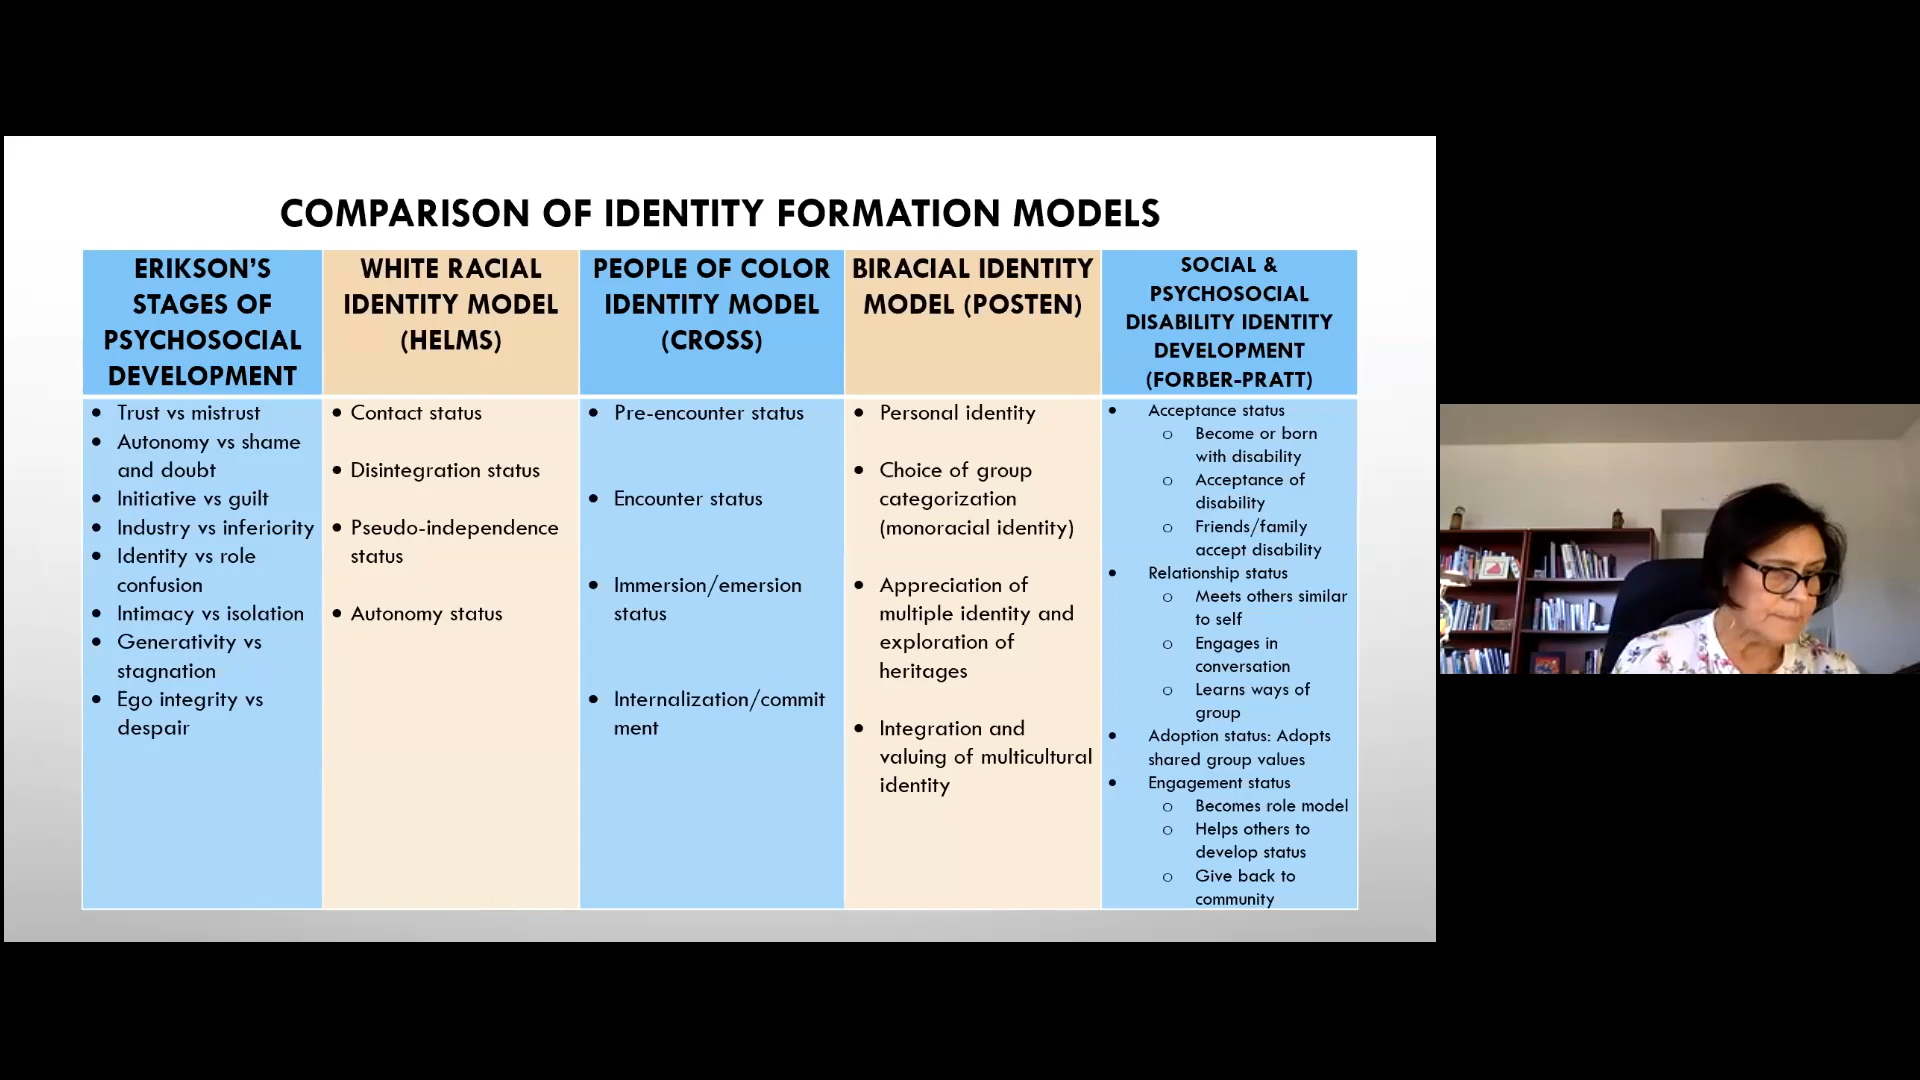 COMPARISON OF IDENTITY FORMATION MODELS
ERIKSON'S
STAGES OF
PSYCHOSOCIAL
DEVELOPMENT
WHITE RACIAL
IDENTITY MODEL
(HELMS)
PEOPLE OF COLOR
IDENTITY MODEL
(CROSS)
BIRACIAL IDENTITY
MODEL (POSTEN)
SOCIAL &
PSYCHOSOCIAL
DISABILITY IDENTITY
DEVELOPMENT
(FORBER-PRATT)
• Trust vs mistrust
• Autonomy vs shame
and doubt
• Initiative vs guilt
• Industry vs inferiority
• Identity vs role
confusion
• Intimacy vs isolation
• Generativity vs
stagnation
• Ego integrity vs
despair
• Contact status
• Disintegration status
• Pseudo-independence
status
• Autonomy status
• Pre-encounter status
• Encounter status
• Immersion/emersion
status
• Internalization/commit
ment
• Personal identity
• Choice of group
categorization
(monoracial identity)
• Appreciation of
multiple identity and
exploration of
heritages
• Integration and
valuing of multicultural
identity
• Acceptance status
o Become or born
with disability
o Acceptance of
disability
o Friends/family
accept disability
• Relationship status
o Meets others similar
to self
o Engages in
conversation
o Learns ways of
group
• Adoption status: Adopts
shared group values
• Engagement status
o Becomes role model
o Helps others to
develop status
o Give back to
community